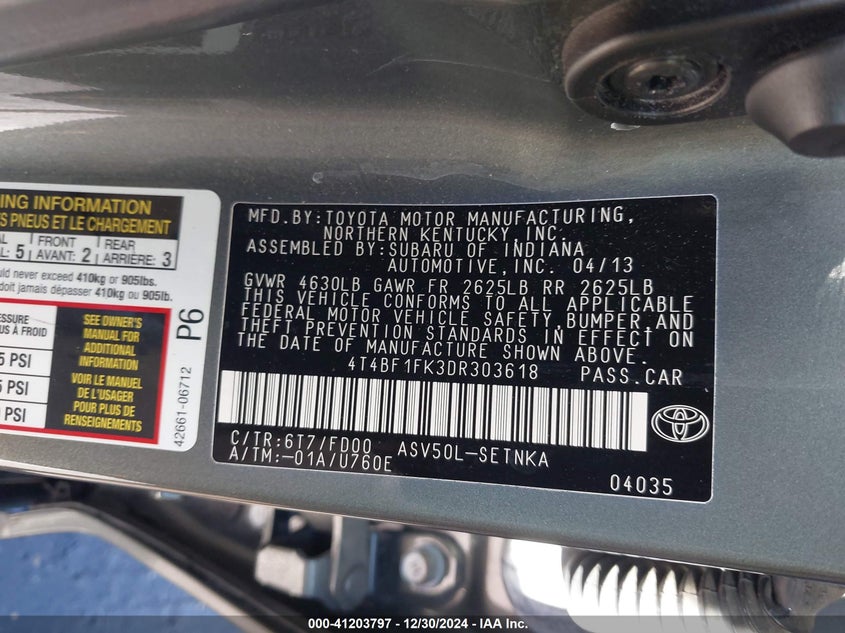 ING INFORMATION
S PNEUS ET LE CHARGEMENT
FRONT
REAR
5
AVANT: 2
ARRIÈRE: 3
uld never exceed 410kg or 905lbs.
doit jamais dépasser 410kg ou 905lb.
À FROID
PSI
PSI
PSI
SEE OWNER'S
MANUAL FOR
ADDITIONAL
INFORMATION
VOIR LE MANUEL
DE L'USAGER
POUR PLUS DE
RENSEIGNEMENTS
P6
42661-06712
MFD.BY:TOYOTA MOTOR MANUFACTURING,
NORTHERN KENTUCKY, INC.
ASSEMBLED BY:SUBARU OF INDIANA
AUTOMOTIVE,INC. 04/13
GVWR 4630LB GAWR FR 2625LB RR 2625LB
THIS VEHICLE CONFORMS TO ALL APPLICABLE
FEDERAL MOTOR VEHICLE SAFETY,BUMPER,AND
THEFT PREVENTION STANDARDS IN EFFECT ON
THE DATE OF MANUFACTURE SHOWN ABOVE.
4T4BF1FK3DR303618 PASS.CAR
C/TR:6T7/FD00 ASV50L-SETNKA
A/TM:-01A/U760E
04035
000-41203797 - 12/30/2024 - IAA Inc.